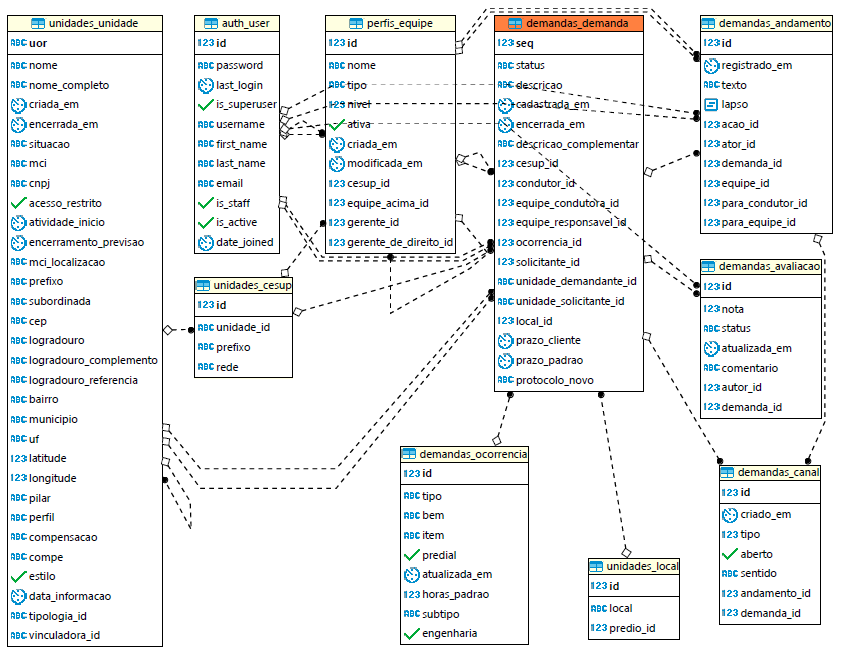 unidades_unidade
uor
nome
nome_completo
criada_em
encerrada_em
situacao
mci
cnpj
acesso_restrito
atividade_inicio
encerramento_previsao
mci_localizacao
prefixo
subordinada
cep
logradouro
logradouro_complemento
logradouro_referencia
bairro
municipio
uf
latitude
longitude
pilar
perfil
compensacao
compe
estilo
data_informacao
tipologia_id
vinculadora_id
auth_user
id
password
last_login
is_superuser
username
first_name
last_name
email
is_staff
is_active
date_joined
unidades_cesup
id
unidade_id
prefixo
rede
perfis_equipe
id
nome
tipo
nivel
ativa
criada_em
modificada_em
cesup_id
equipe_acima_id
gerente_id
gerente_de_direito_id
demandas_demanda
seq
status
descricao
cadastrada_em
encerrada_em
descricao_complementar
cesup_id
condutor_id
equipe_condutora_id
equipe_responsavel_id
ocorrencia_id
solicitante_id
unidade_demandante_id
unidade_solicitante_id
local_id
prazo_cliente
prazo_padrao
protocolo_novo
demandas_andamento
id
registrado_em
texto
lapso
acao_id
ator_id
demanda_id
equipe_id
para_condutor_id
para_equipe_id
demandas_avaliacao
id
nota
status
atualizada_em
comentario
autor_id
demanda_id
demandas_ocorrencia
id
tipo
bem
item
predial
atualizada_em
horas_padrao
subtipo
engenharia
unidades_local
id
local
predio_id
demandas_canal
id
criado_em
tipo
aberto
sentido
andamento_id
demanda_id